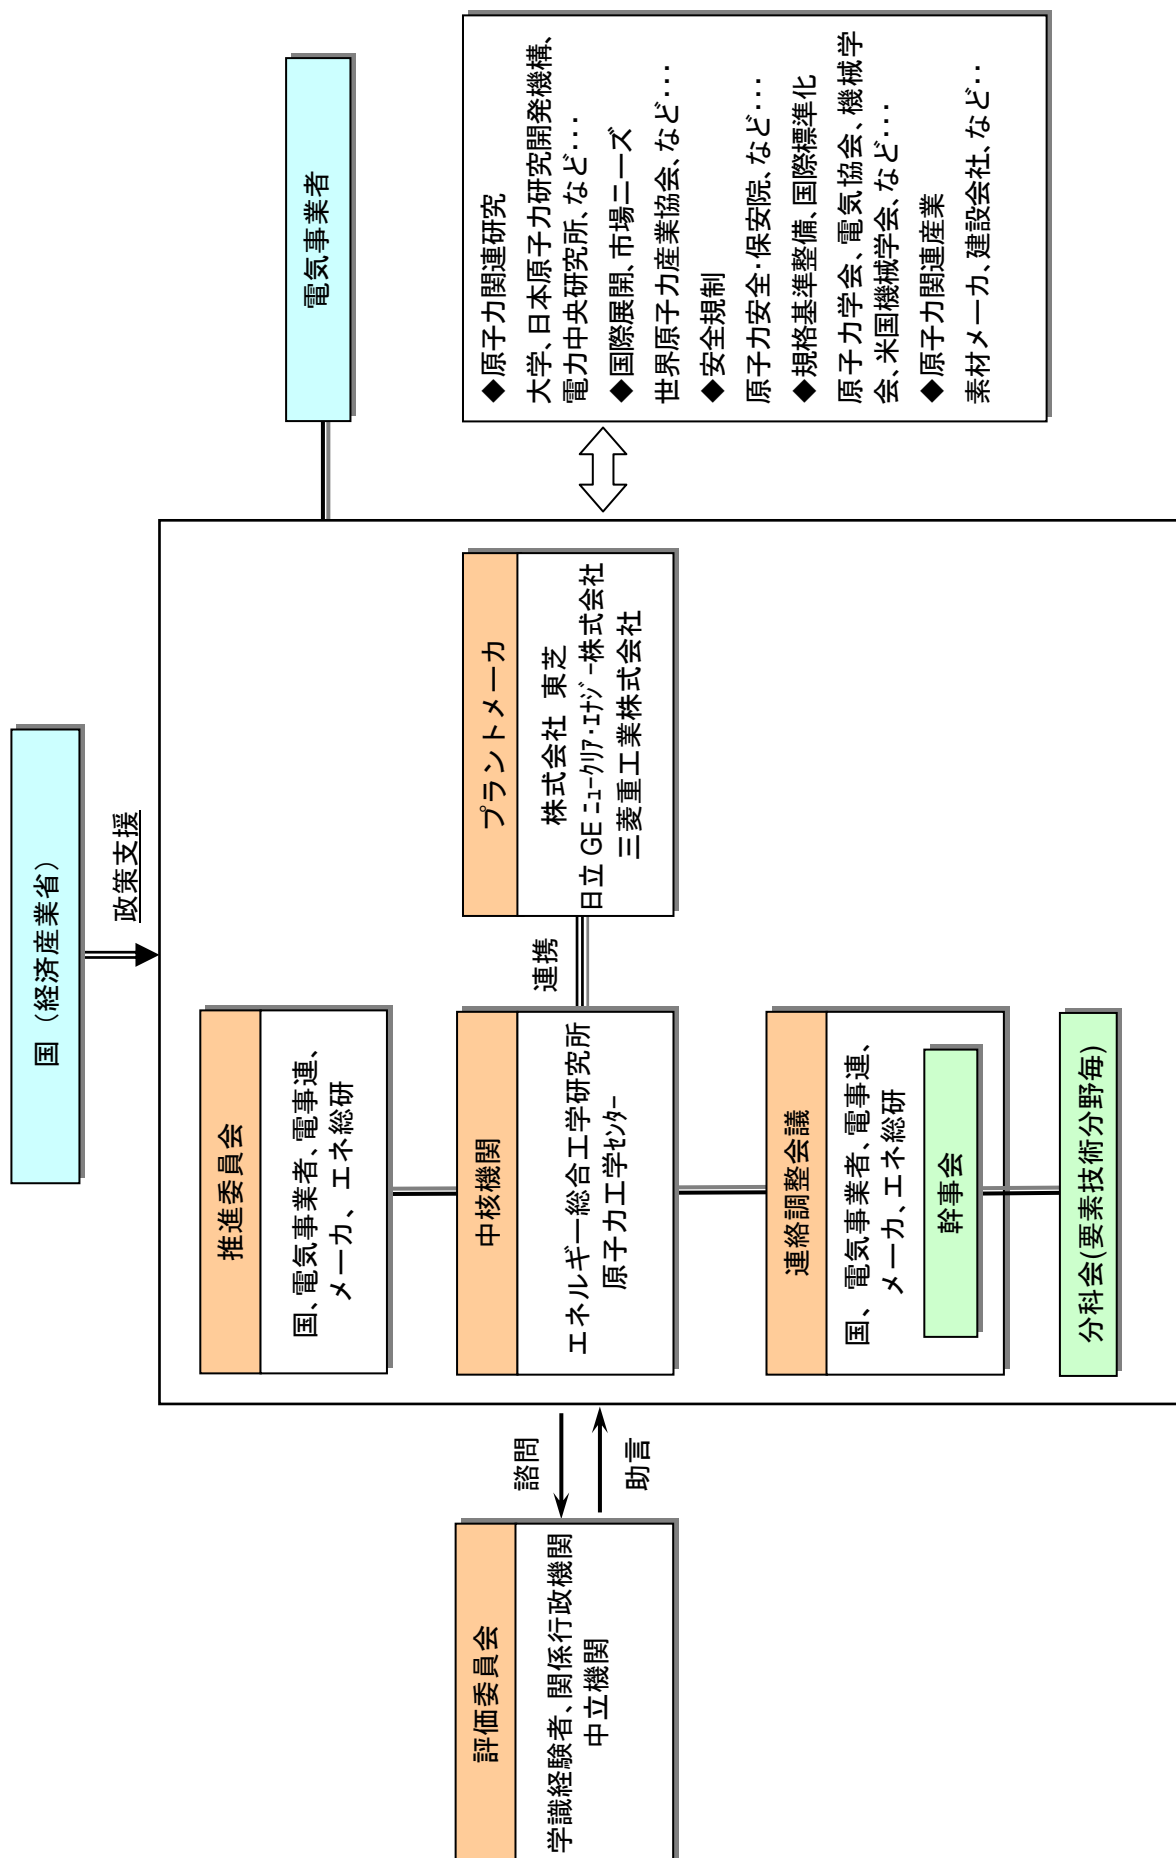 国（経済産業省）
政策支援
電気事業者
評価委員会
学識経験者、関係行政機関
中立機関
諮問
助言
推進委員会
国、電気事業者、電事連、
メーカ、エネ総研
中核機関
エネルギー総合工学研究所
原子力工学ｾﾝﾀｰ
連携
プラントメーカ
株式会社 東芝
日立 GE ﾆｭｰｸﾘｱ･ｴﾅｼﾞｰ株式会社
三菱重工業株式会社
連絡調整会議
国、電気事業者、電事連、
メーカ、エネ総研
幹事会
分科会(要素技術分野毎)
◆原子力関連研究
大学、日本原子力研究開発機構、
電力中央研究所、など・・・
◆国際展開、市場ニーズ
世界原子力産業協会、など・・・
◆安全規制
原子力安全・保安院、など・・・
◆規格基準整備、国際標準化
原子力学会、電気協会、機械学
会、米国機械学会、など・・・
◆原子力関連産業
素材メーカ、建設会社、など・・・